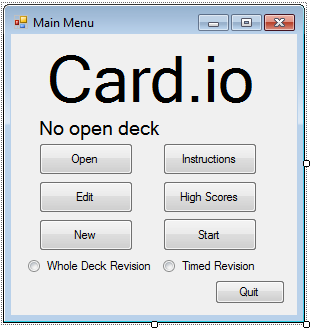 Main Menu
Card.io
No open deck
Open Instructions
Edit High Scores
New Start
Whole Deck Revision Timed Revision
Quit